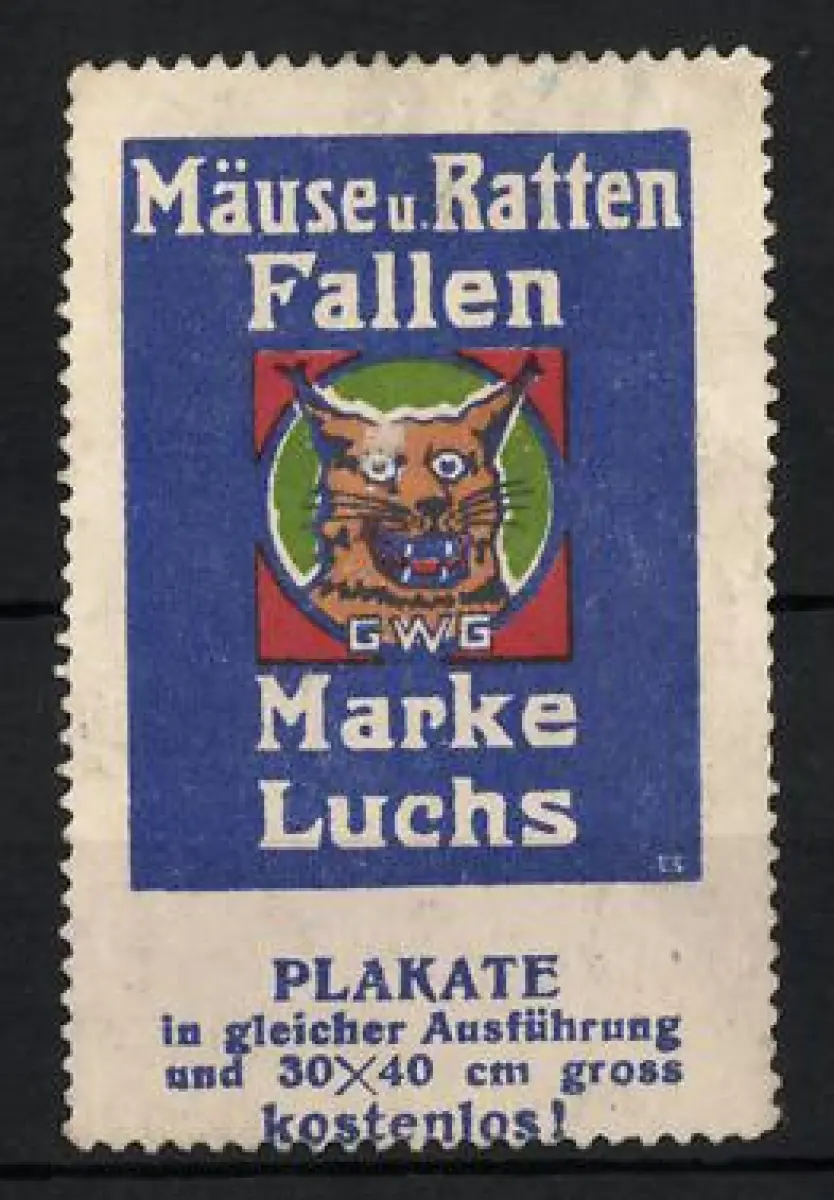 Mäuse u. Ratten
Fallen
GWG
Marke
Luchs
PLAKATE
in gleicher Ausführung
und 30×40 cm gross
kostenlos!